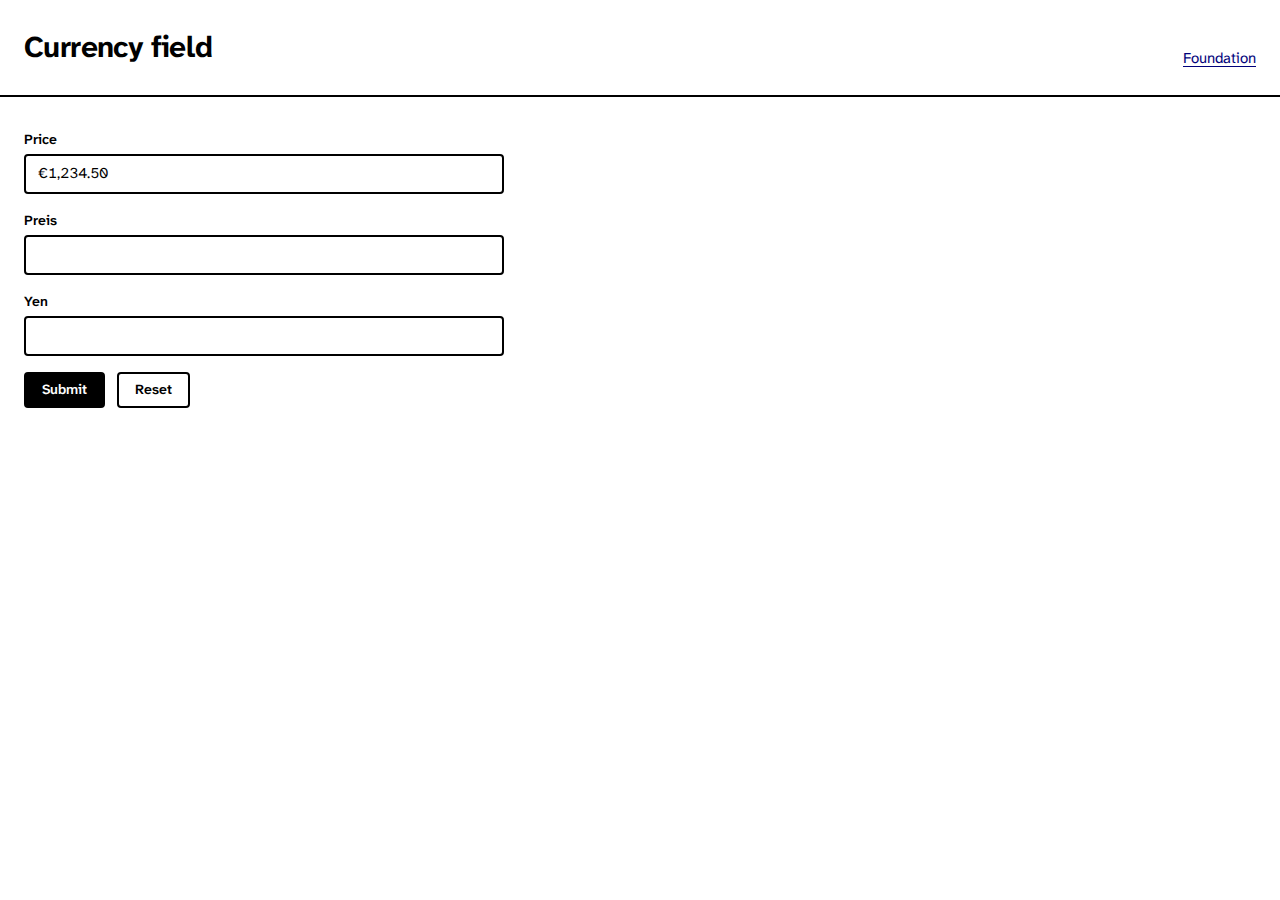 Currency field
Foundation
Price
€1,234.50
Preis
Yen
Submit
Reset